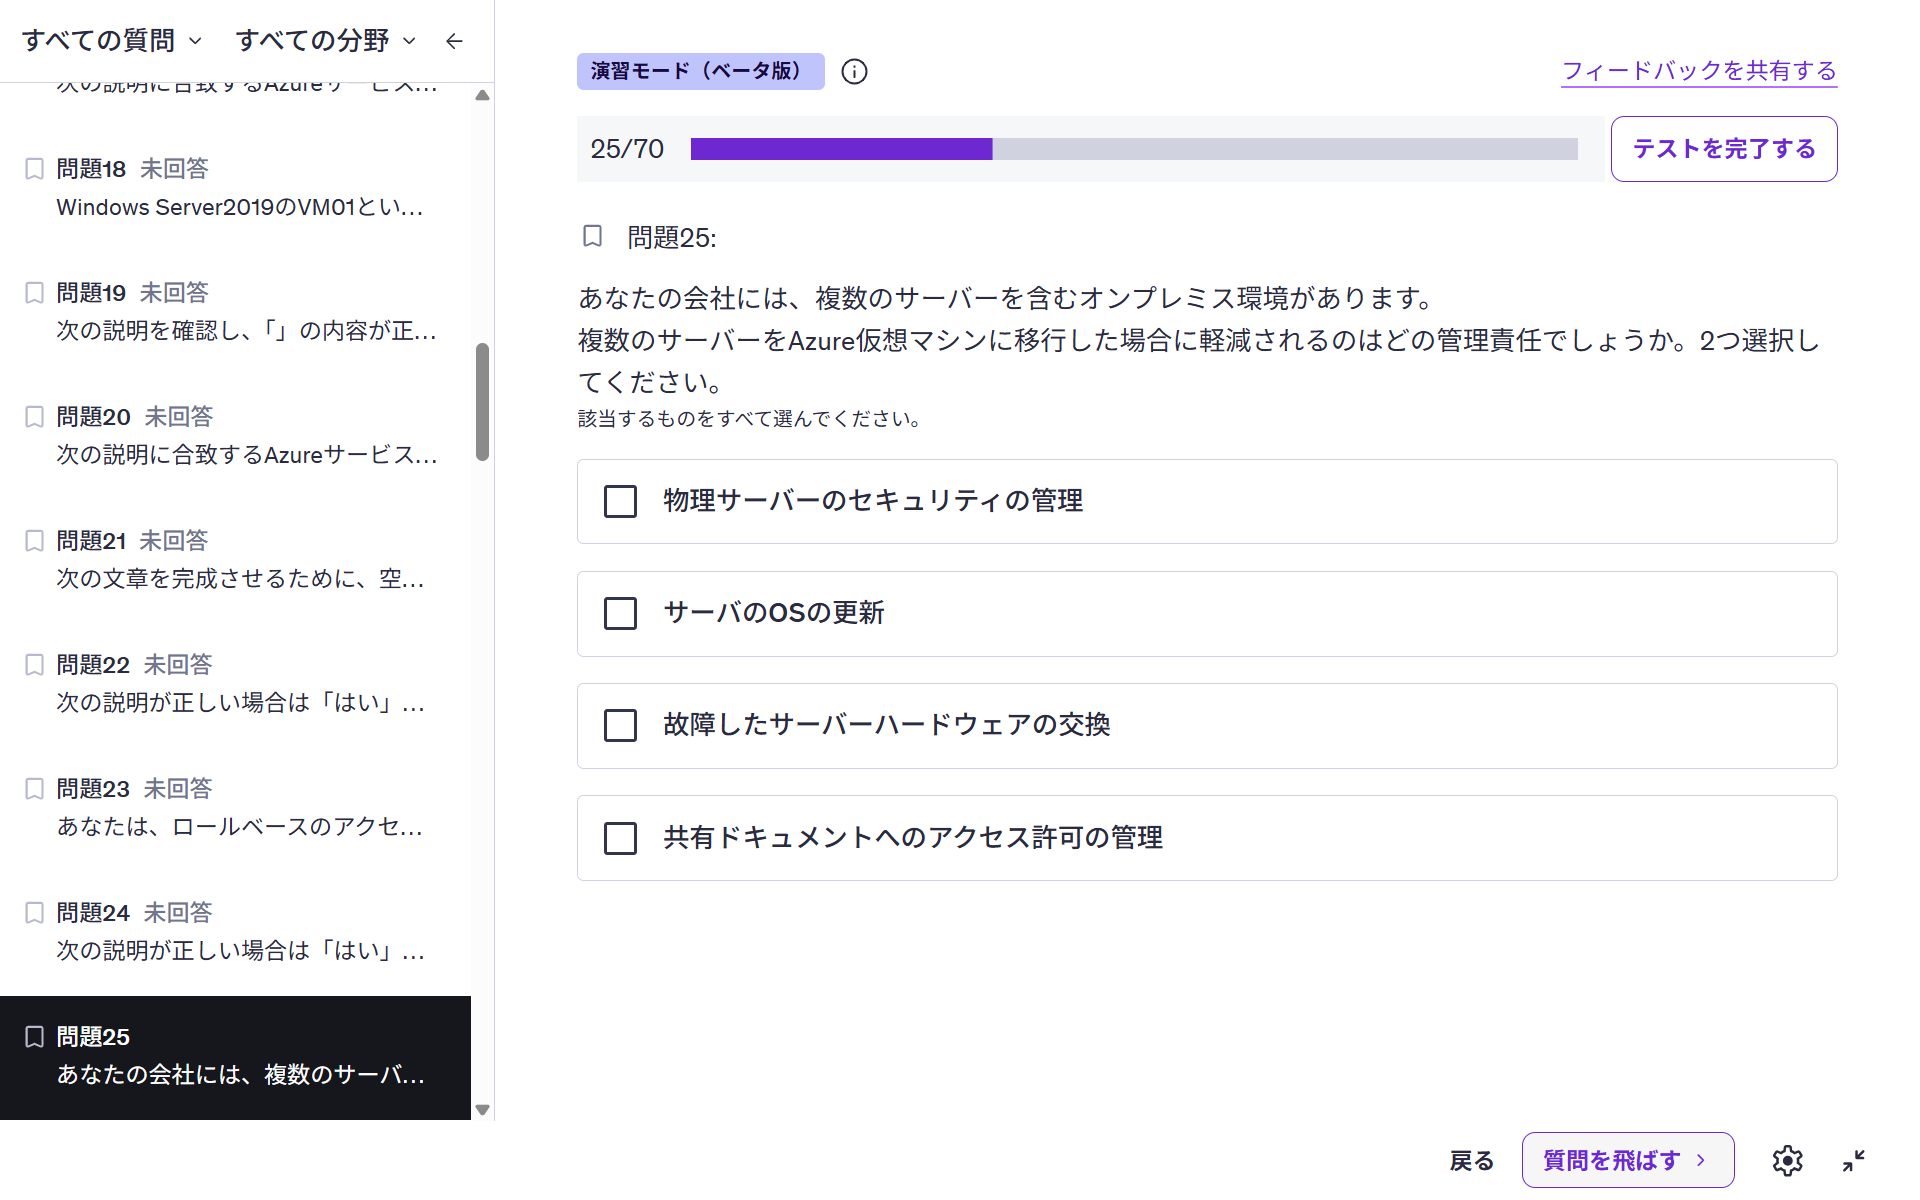 すべての質問 すべての分野
次の説明に合致するAzureサービス...
問題18 未回答
Windows Server2019のVM01とい...
問題19 未回答
次の説明を確認し、「」の内容が正...
問題20 未回答
次の説明に合致するAzureサービス...
問題21 未回答
次の文章を完成させるために、空...
問題22 未回答
次の説明が正しい場合は「はい」...
問題23 未回答
あなたは、ロールベースのアクセ...
問題24 未回答
次の説明が正しい場合は「はい」...
問題25
あなたの会社には、複数のサーバ...
演習モード（ベータ版）
フィードバックを共有する
25/70
テストを完了する
問題25:
あなたの会社には、複数のサーバーを含むオンプレミス環境があります。
複数のサーバーをAzure仮想マシンに移行した場合に軽減されるのはどの管理責任でしょうか。2つ選択し
てください。
該当するものをすべて選んでください。
物理サーバーのセキュリティの管理
サーバのOSの更新
故障したサーバーハードウェアの交換
共有ドキュメントへのアクセス許可の管理
戻る
質問を飛ばす